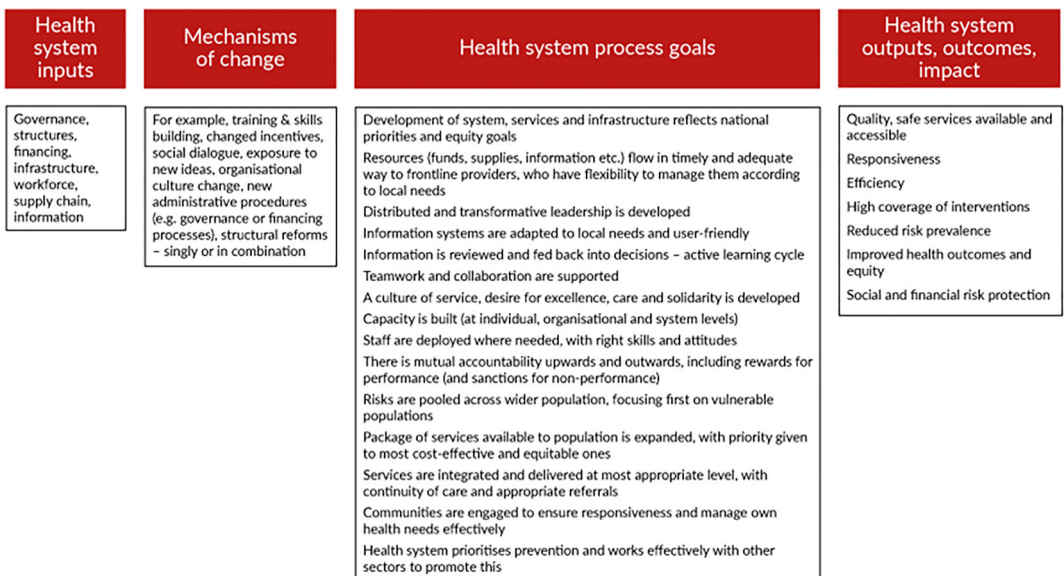 Health
system
inputs
Mechanisms
of change
Health system process goals
Health system
outputs, outcomes,
impact
Governance,
structures,
financing,
infrastructure,
workforce,
supply chain,
information
For example, training & skills
building, changed incentives,
social dialogue, exposure to
new ideas, organisational
culture change, new
administrative procedures
(e.g. governance or financing
processes), structural reforms
– singly or in combination
Development of system, services and infrastructure reflects national
priorities and equity goals
Resources (funds, supplies, information etc.) flow in timely and adequate
way to frontline providers, who have flexibility to manage them according
to local needs
Distributed and transformative leadership is developed
Information systems are adapted to local needs and user-friendly
Information is reviewed and fed back into decisions – active learning cycle
Teamwork and collaboration are supported
A culture of service, desire for excellence, care and solidarity is developed
Capacity is built (at individual, organisational and system levels)
Staff are deployed where needed, with right skills and attitudes
There is mutual accountability upwards and outwards, including rewards for
performance (and sanctions for non-performance)
Risks are pooled across wider population, focusing first on vulnerable
populations
Package of services available to population is expanded, with priority given
to most cost-effective and equitable ones
Services are integrated and delivered at most appropriate level, with
continuity of care and appropriate referrals
Communities are engaged to ensure responsiveness and manage own
health needs effectively
Health system prioritises prevention and works effectively with other
sectors to promote this
Quality, safe services available and
accessible
Responsiveness
Efficiency
High coverage of interventions
Reduced risk prevalence
Improved health outcomes and
equity
Social and financial risk protection